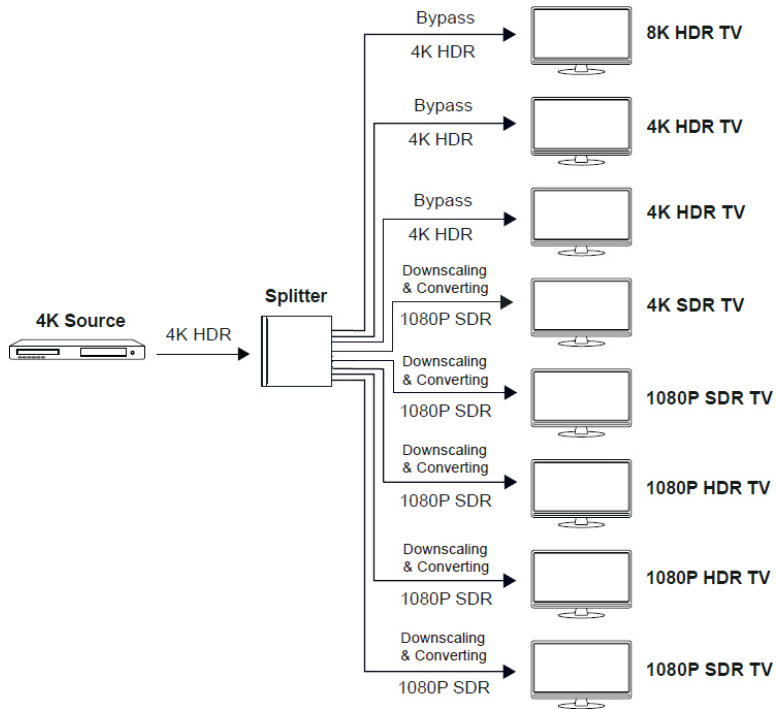 Bypass
4K HDR
8K HDR TV
Bypass
4K HDR
4K HDR TV
Bypass
4K HDR
4K HDR TV
4K Source
4K HDR
Splitter
Downscaling
& Converting
1080P SDR
4K SDR TV
Downscaling
& Converting
1080P SDR
1080P SDR TV
Downscaling
& Converting
1080P SDR
1080P HDR TV
Downscaling
& Converting
1080P SDR
1080P HDR TV
Downscaling
& Converting
1080P SDR
1080P SDR TV